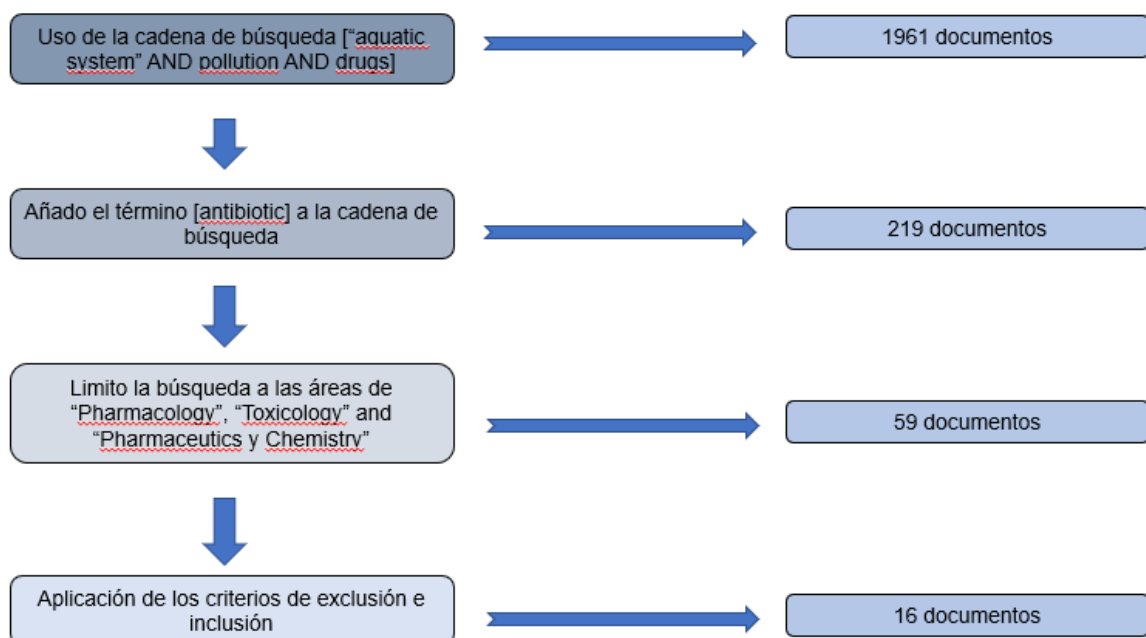 Uso de la cadena de búsqueda [“aquatic
system” AND pollution AND drugs]
1961 documentos
Añado el término [antibiotic] a la cadena de
búsqueda
219 documentos
Limito la búsqueda a las áreas de
“Pharmacology”, “Toxicology” and
“Pharmaceutics y Chemistry”
59 documentos
Aplicación de los criterios de exclusión e
inclusión
16 documentos